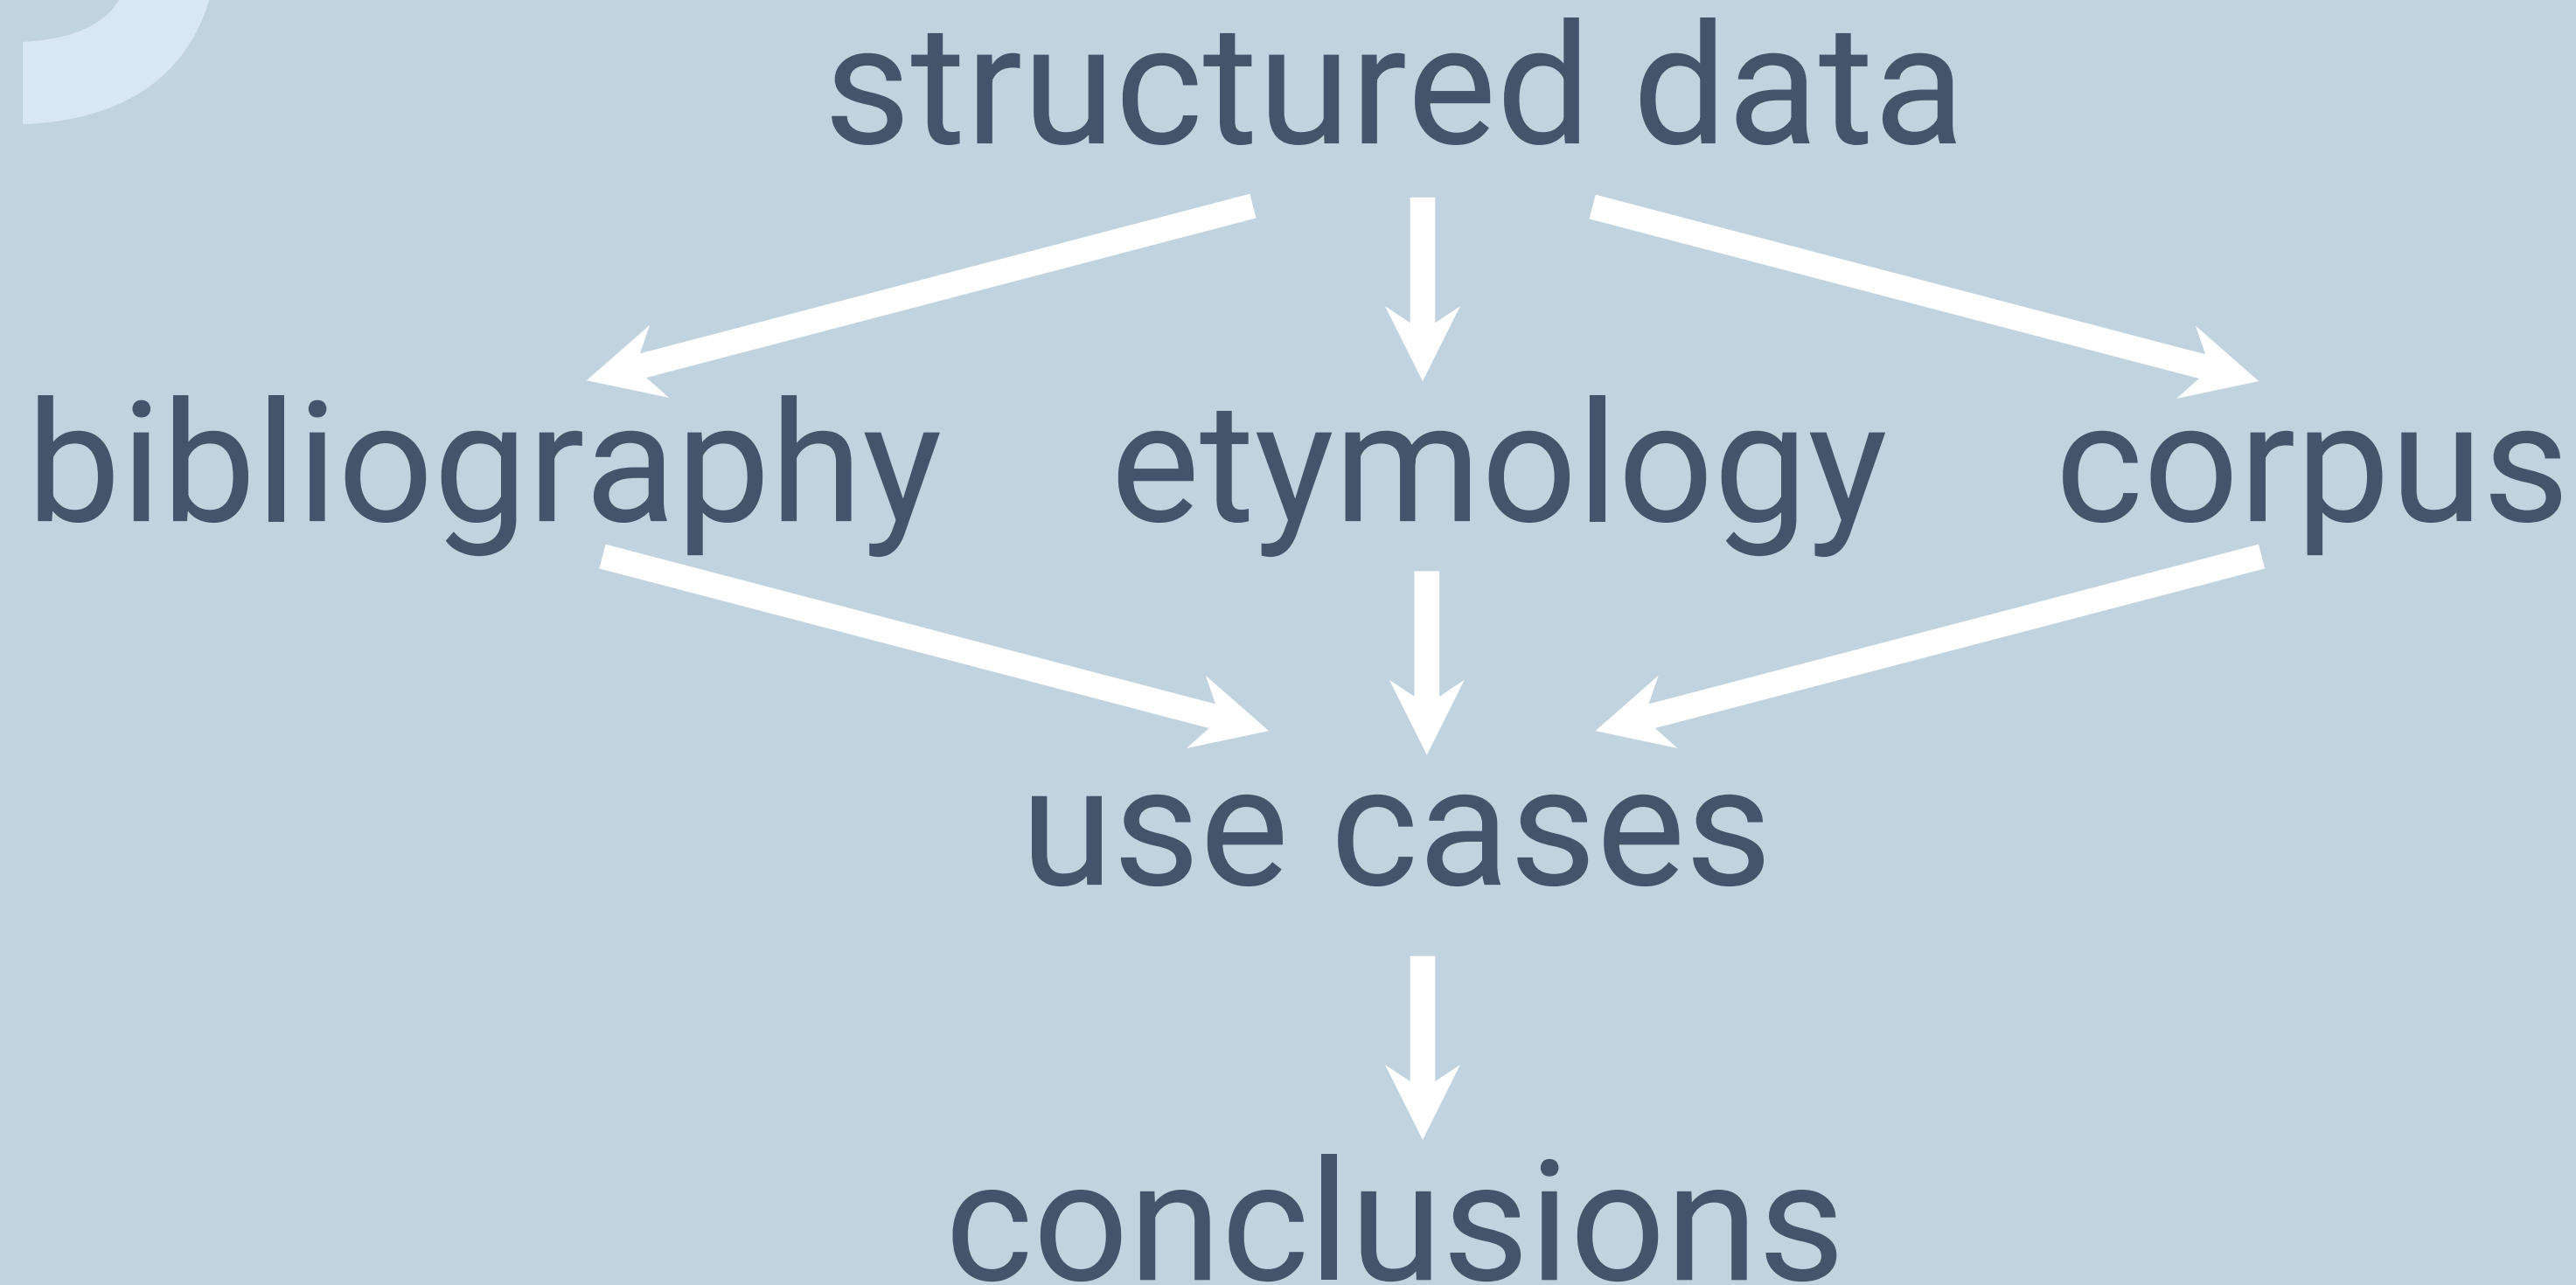 structured data
bibliography etymology corpus
use cases
conclusions